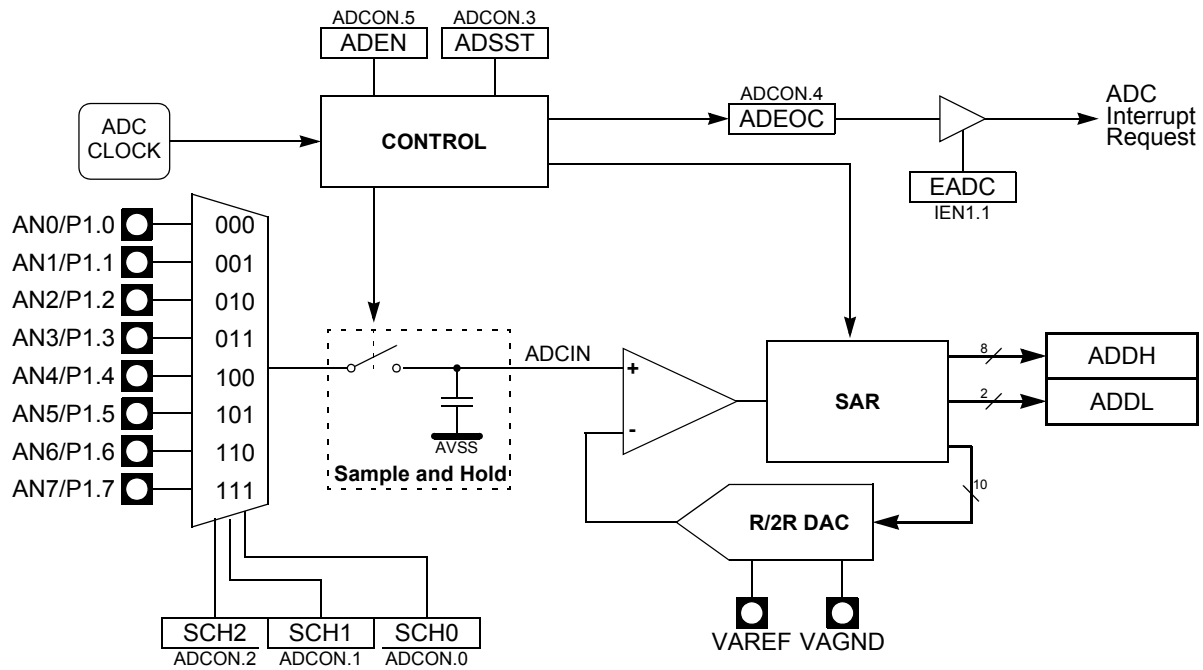 ADCON.5
ADEN
ADCON.3
ADSST
ADC
CLOCK
CONTROL
ADCON.4
ADEOC
ADC
Interrupt
Request
EADC
IEN1.1
AN0/P1.0
000
AN1/P1.1
001
AN2/P1.2
010
AN3/P1.3
011
AN4/P1.4
100
AN5/P1.5
101
AN6/P1.6
110
AN7/P1.7
111
AVSS
Sample and Hold
ADCIN
+
-
SAR
8
ADDH
2
ADDL
10
R/2R DAC
VAREF VAGND
SCH2 SCH1 SCH0
ADCON.2 ADCON.1 ADCON.0